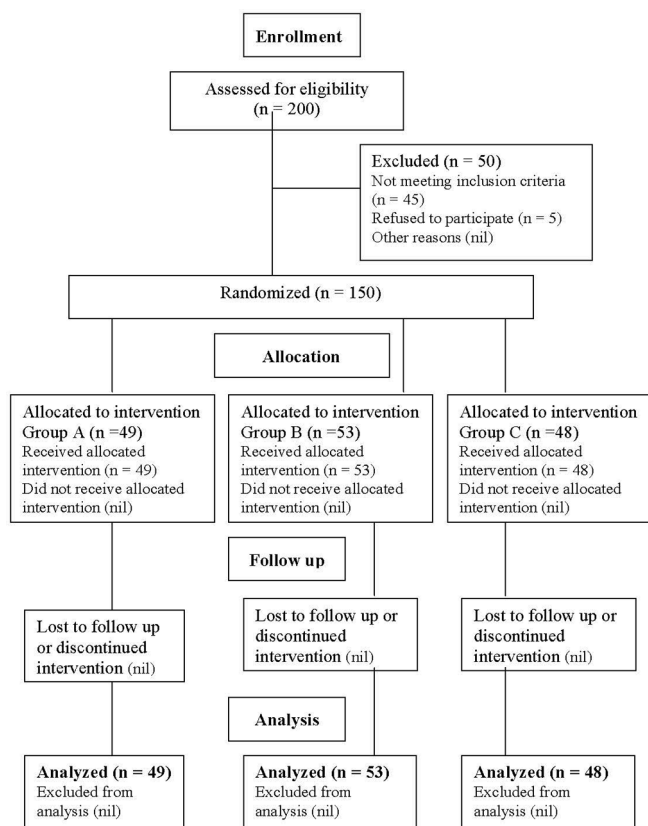 Enrollment
Assessed for eligibility
(n = 200)
Excluded (n = 50)
Not meeting inclusion criteria
(n = 45)
Refused to participate (n = 5)
Other reasons (nil)
Randomized (n = 150)
Allocation
Allocated to intervention
Group A (n =49)
Received allocated
intervention (n = 49)
Did not receive allocated
intervention (nil)
Allocated to intervention
Group B (n =53)
Received allocated
intervention (n = 53)
Did not receive allocated
intervention (nil)
Allocated to intervention
Group C (n =48)
Received allocated
intervention (n = 48)
Did not receive allocated
intervention (nil)
Follow up
Lost to follow up
or discontinued
intervention (nil)
Lost to follow up or
discontinued
intervention (nil)
Lost to follow up or
discontinued
intervention (nil)
Analysis
Analyzed (n = 49)
Excluded from
analysis (nil)
Analyzed (n = 53)
Excluded from
analysis (nil)
Analyzed (n = 48)
Excluded from
analysis (nil)